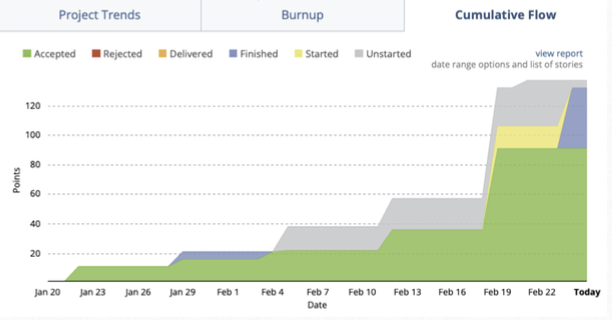 Project Trends Burnup Cumulative Flow
Accepted Rejected Delivered Finished Started Unstarted
view report
date range options and list of stories
120
100
80
60
40
20
Points
Jan 20 Jan 23 Jan 26 Jan 29 Feb 1 Feb 4 Feb 7 Feb 10 Feb 13 Feb 16 Feb 19 Feb 22 Today
Date